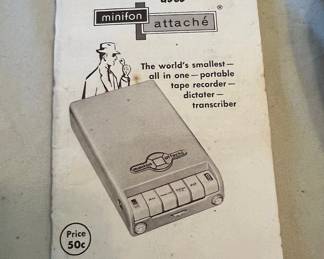 minifon attaché ®
The world's smallest—
all in one — portable
tape recorder —
dictater —
transcriber
Price
50c